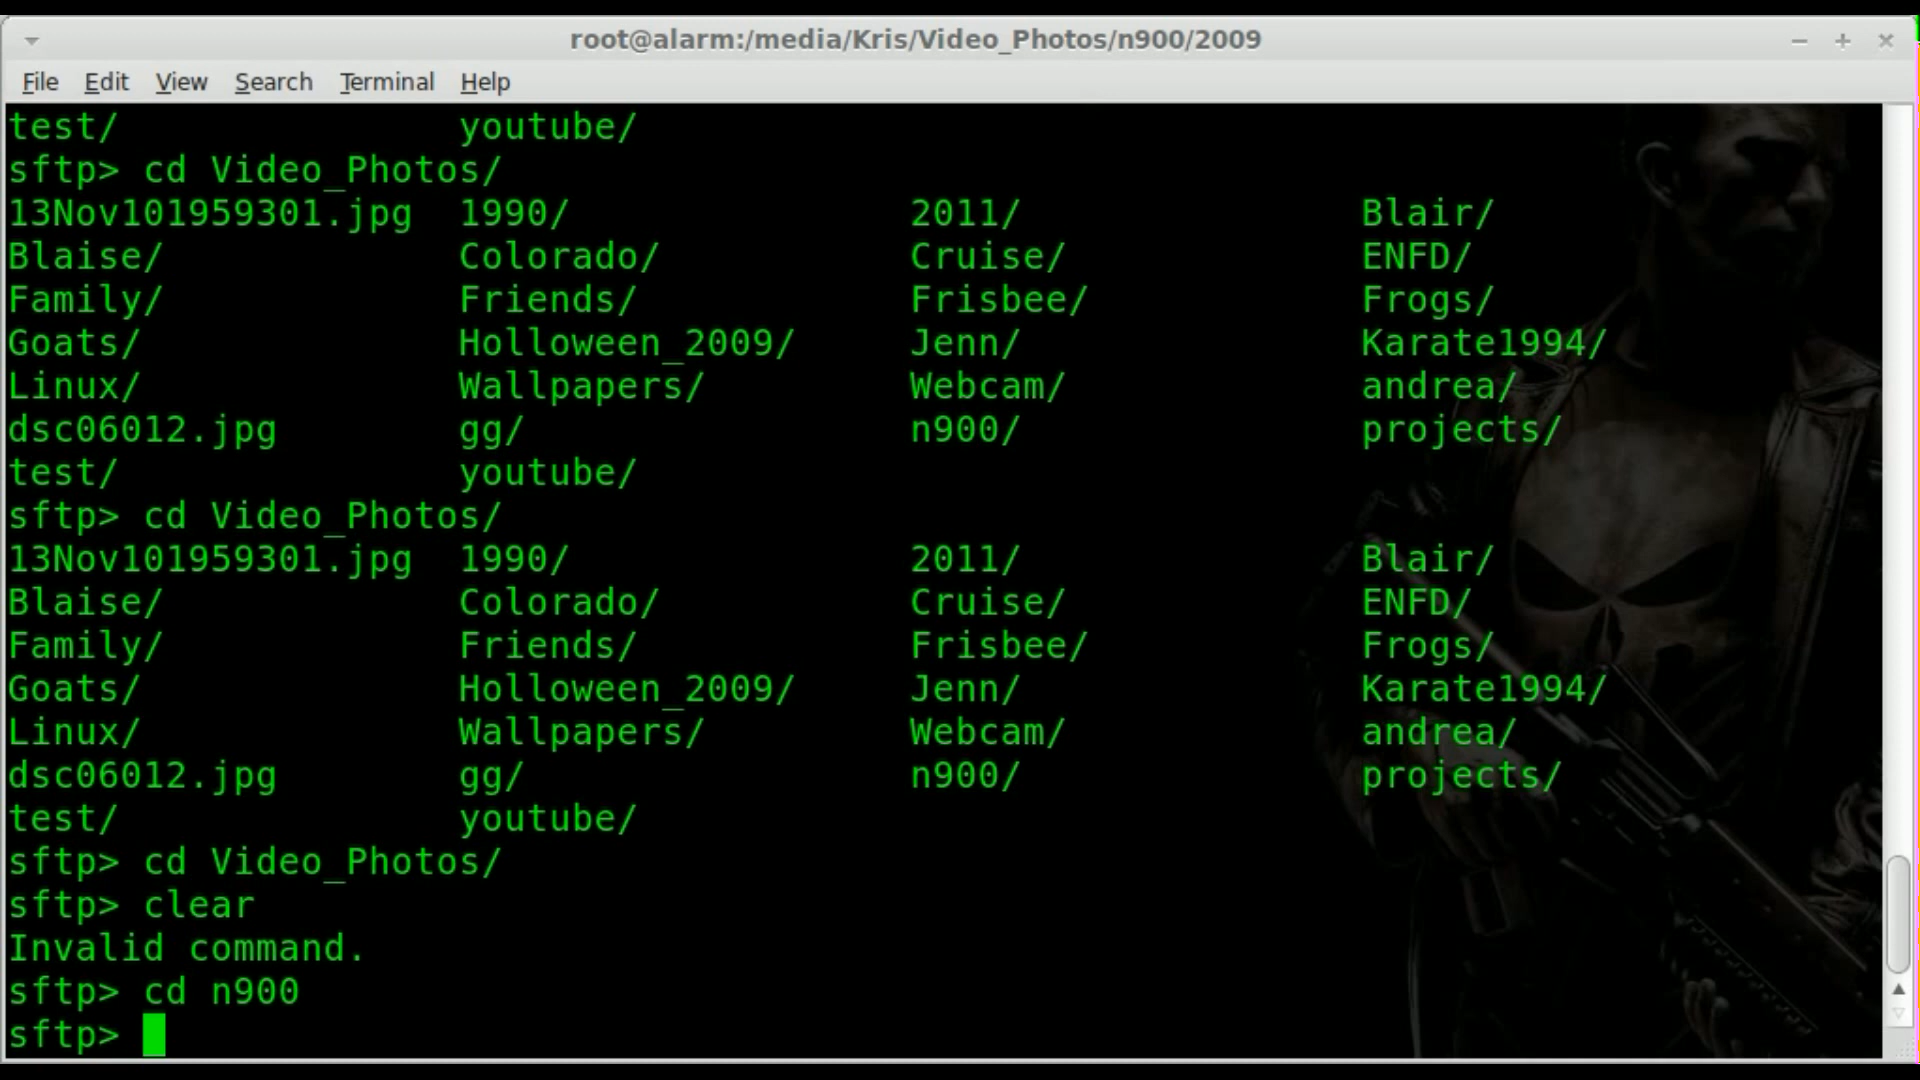 root@alarm:/media/Kris/Video_Photos/n900/2009
File Edit View Search Terminal Help
test/ youtube/
sftp> cd Video_Photos/
13Nov101959301.jpg 1990/ 2011/ Blair/
Blaise/ Colorado/ Cruise/ ENFD/
Family/ Friends/ Frisbee/ Frogs/
Goats/ Holloween_2009/ Jenn/ Karate1994/
Linux/ Wallpapers/ Webcam/ andrea/
dsc06012.jpg gg/ n900/ projects/
test/ youtube/
sftp> cd Video_Photos/
13Nov101959301.jpg 1990/ 2011/ Blair/
Blaise/ Colorado/ Cruise/ ENFD/
Family/ Friends/ Frisbee/ Frogs/
Goats/ Holloween_2009/ Jenn/ Karate1994/
Linux/ Wallpapers/ Webcam/ andrea/
dsc06012.jpg gg/ n900/ projects/
test/ youtube/
sftp> cd Video_Photos/
sftp> clear
Invalid command.
sftp> cd n900
sftp>